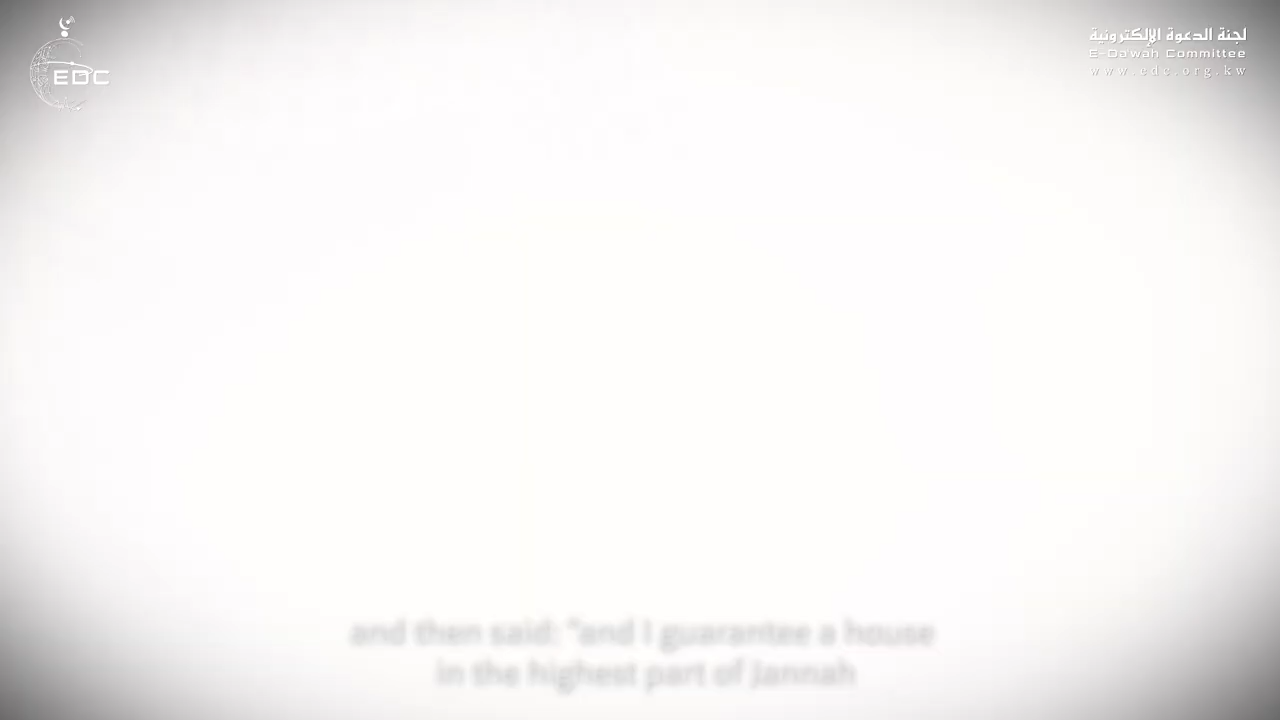 EDC
لجنة الدعوة الإلكترونية
E-Da'wah Committee
www.edc.org.kw
and then said: "and I guarantee a house
in the highest part of Jannah